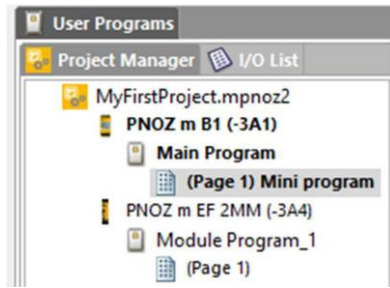 User Programs
Project Manager I/O List
MyFirstProject.mpnoz2
PNOZ m B1 (-3A1)
Main Program
(Page 1) Mini program
PNOZ m EF 2MM (-3A4)
Module Program_1
(Page 1)